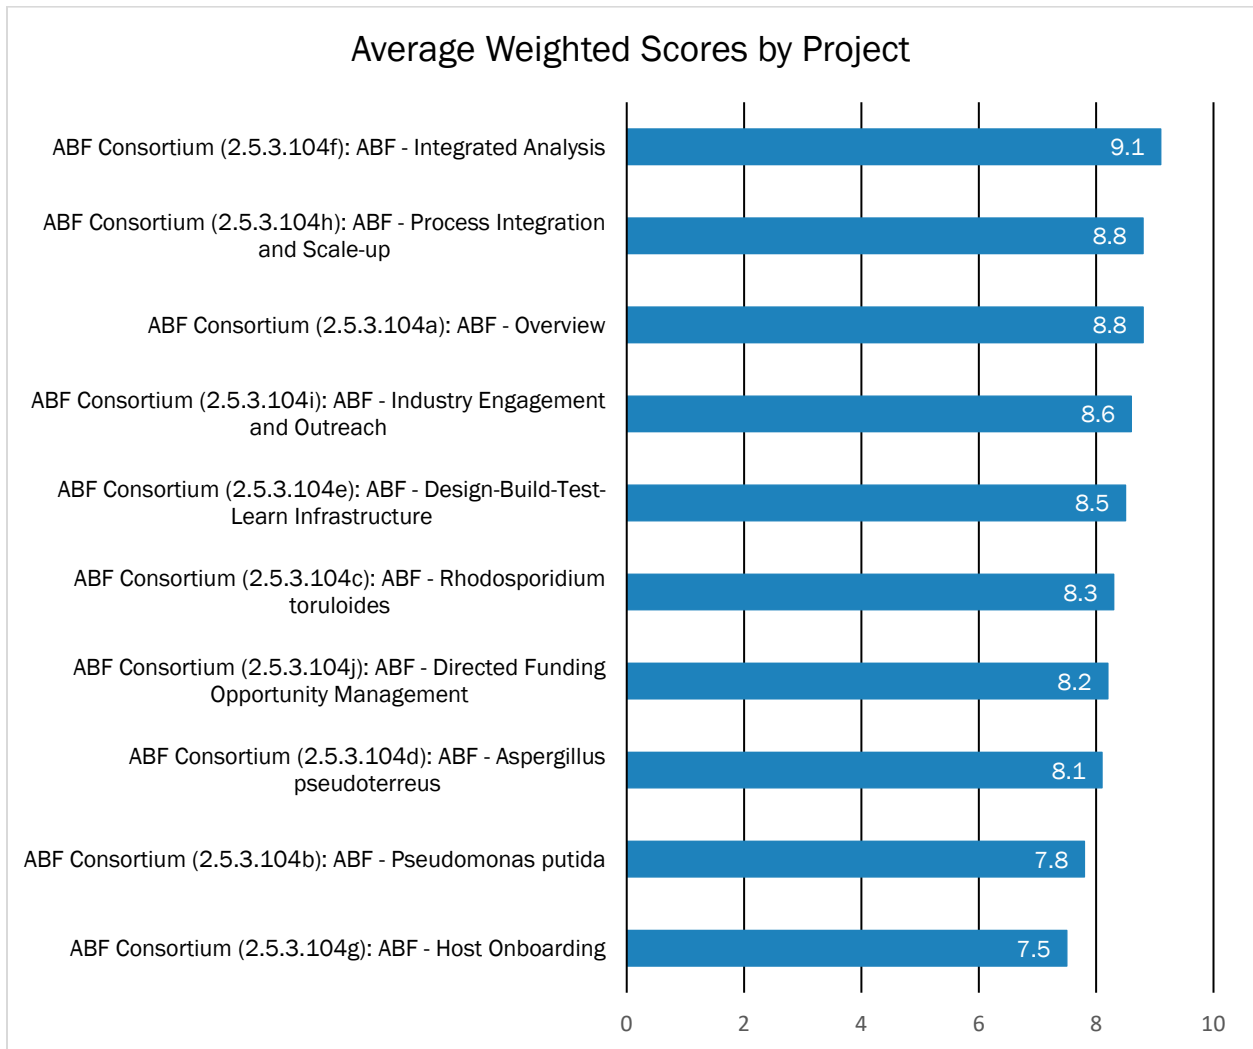 Average Weighted Scores by Project
ABF Consortium (2.5.3.104f): ABF - Integrated Analysis
9.1
ABF Consortium (2.5.3.104h): ABF - Process Integration
and Scale-up
8.8
ABF Consortium (2.5.3.104a): ABF - Overview
8.8
ABF Consortium (2.5.3.104i): ABF - Industry Engagement
and Outreach
8.6
ABF Consortium (2.5.3.104e): ABF - Design-Build-Test-
Learn Infrastructure
8.5
ABF Consortium (2.5.3.104c): ABF - Rhodosporidium
toruloides
8.3
ABF Consortium (2.5.3.104j): ABF - Directed Funding
Opportunity Management
8.2
ABF Consortium (2.5.3.104d): ABF - Aspergillus
pseudoterreus
8.1
ABF Consortium (2.5.3.104b): ABF - Pseudomonas putida
7.8
ABF Consortium (2.5.3.104g): ABF - Host Onboarding
7.5
0 2 4 6 8 10